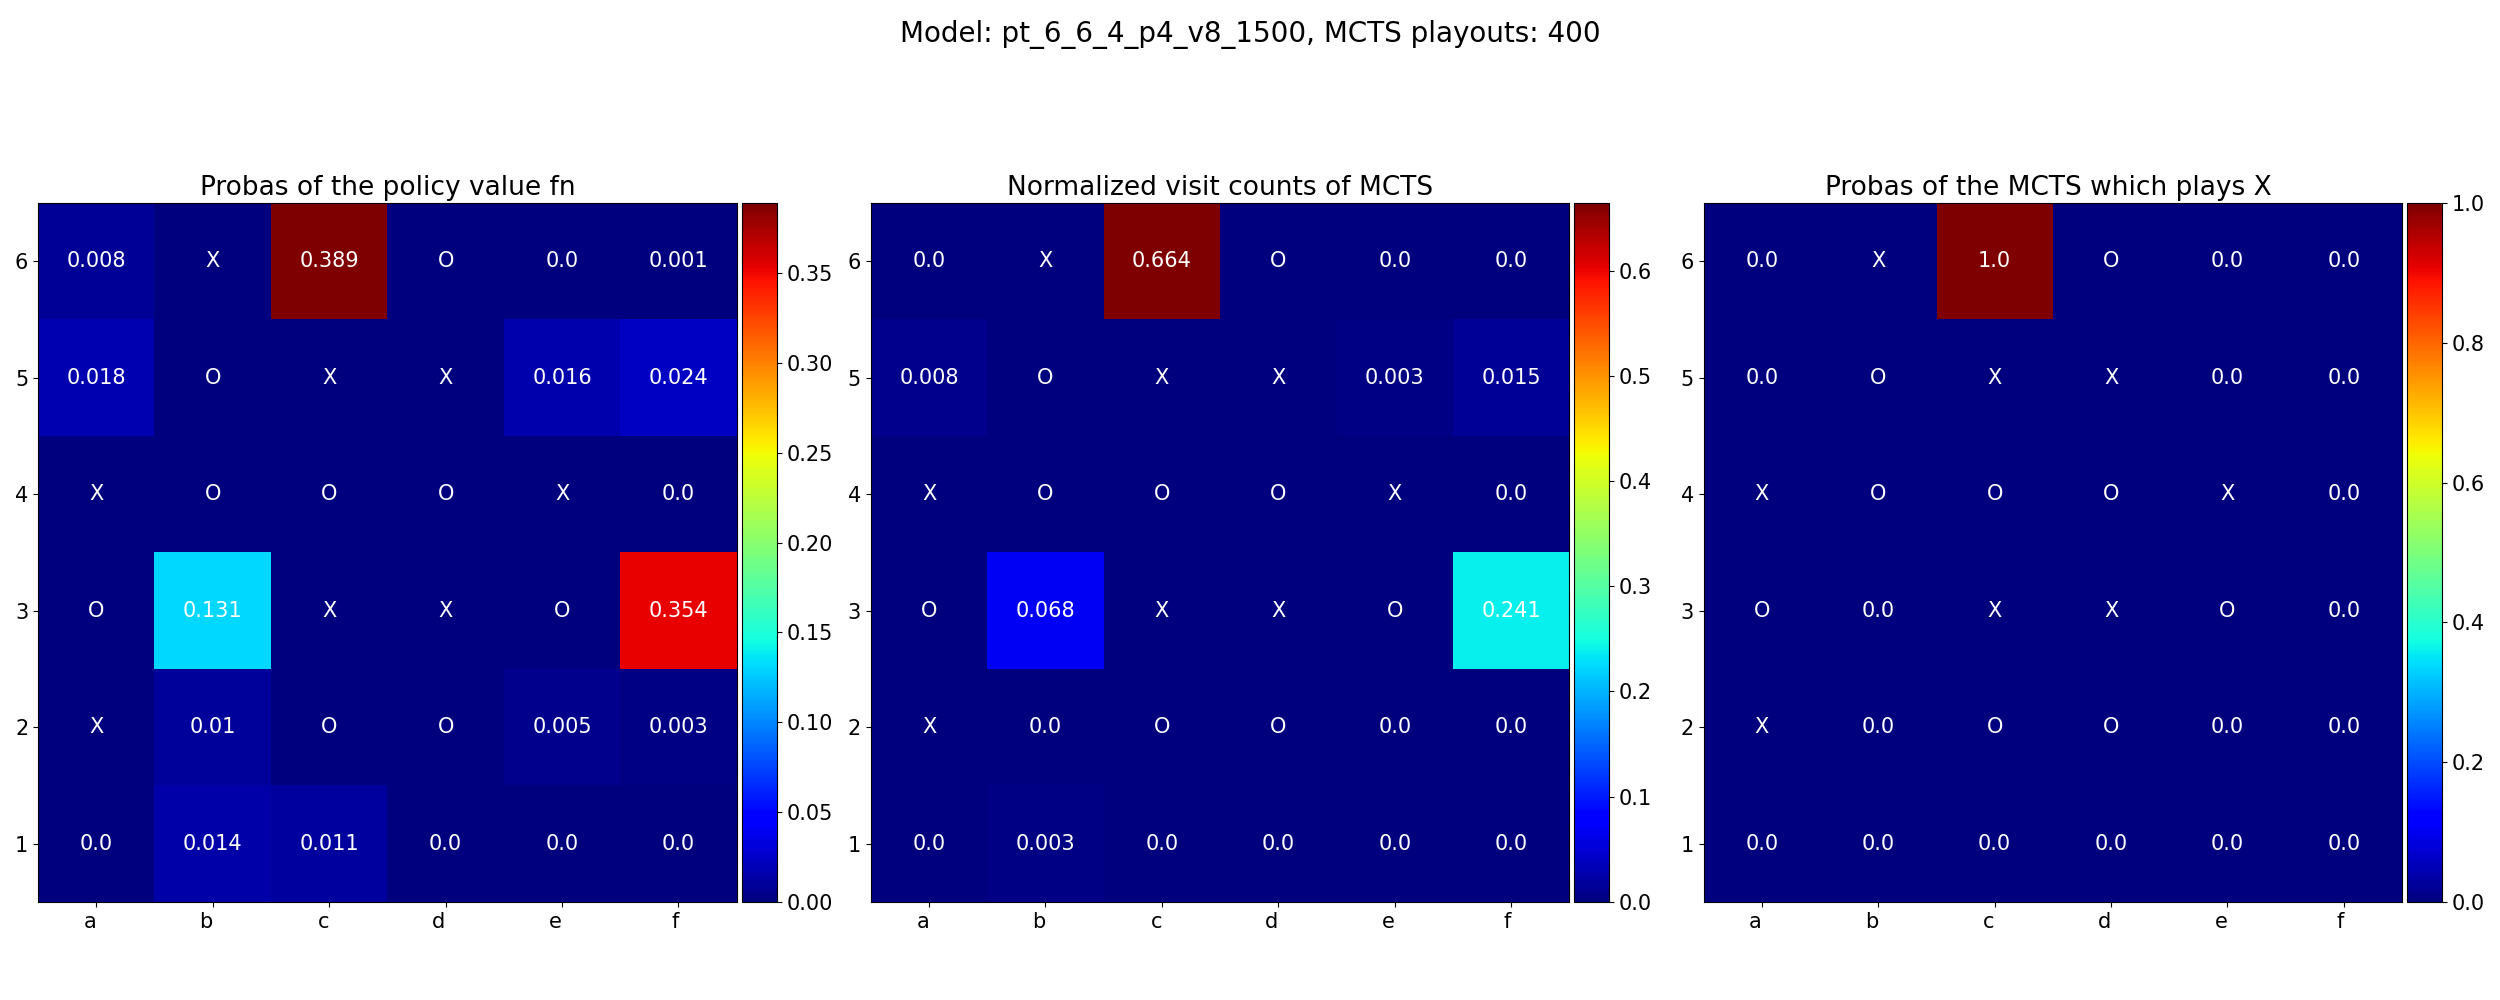 Model: pt_6_6_4_p4_v8_1500, MCTS playouts: 400
Probas of the policy value fn
6 0.008 X 0.389 O 0.0 0.001
5 0.018 O X X 0.016 0.024
4 X O O O X 0.0
3 O 0.131 X X O 0.354
2 X 0.01 O O 0.005 0.003
1 0.0 0.014 0.011 0.0 0.0 0.0
a b c d e f
0.35
0.30
0.25
0.20
0.15
0.10
0.05
0.00
Normalized visit counts of MCTS
6 0.0 X 0.664 O 0.0 0.0
5 0.008 O X X 0.003 0.015
4 X O O O X 0.0
3 O 0.068 X X O 0.241
2 X 0.0 O O 0.0 0.0
1 0.0 0.003 0.0 0.0 0.0 0.0
a b c d e f
0.6
0.5
0.4
0.3
0.2
0.1
0.0
Probas of the MCTS which plays X
6 0.0 X 1.0 O 0.0 0.0
5 0.0 O X X 0.0 0.0
4 X O O O X 0.0
3 O 0.0 X X O 0.0
2 X 0.0 O O 0.0 0.0
1 0.0 0.0 0.0 0.0 0.0 0.0
a b c d e f
1.0
0.8
0.6
0.4
0.2
0.0